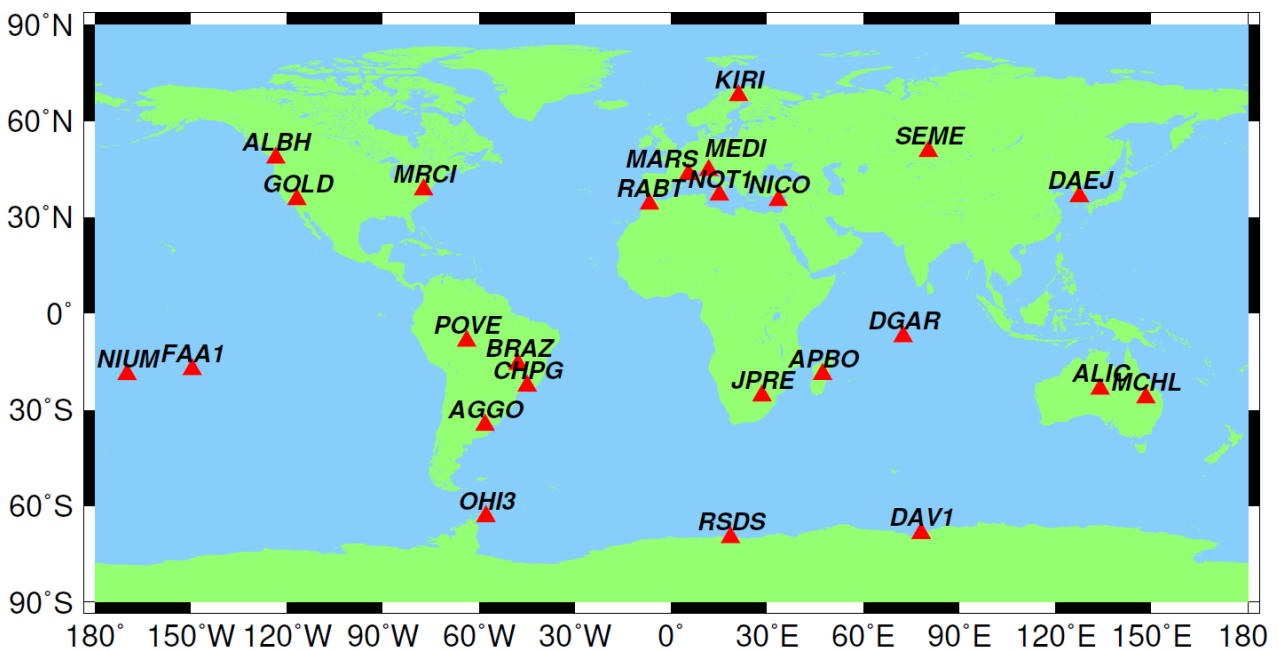 90°N
KIRI
60°N
SEME
ALBH
MEDI
MARS
MRCI
NOT1
DAEJ
GOLD
NICO
RABT
30°N
0°
DGAR
POVE
BRAZ
FAA1
NIUM
APBO
CHPG
ALIC
JPRE
MCHL
30°S
AGGO
60°S
OHI3
DAV1
RSDS
90°S
180° 150°W 120°W 90°W 60°W 30°W 0° 30°E 60°E 90°E 120°E 150°E 180